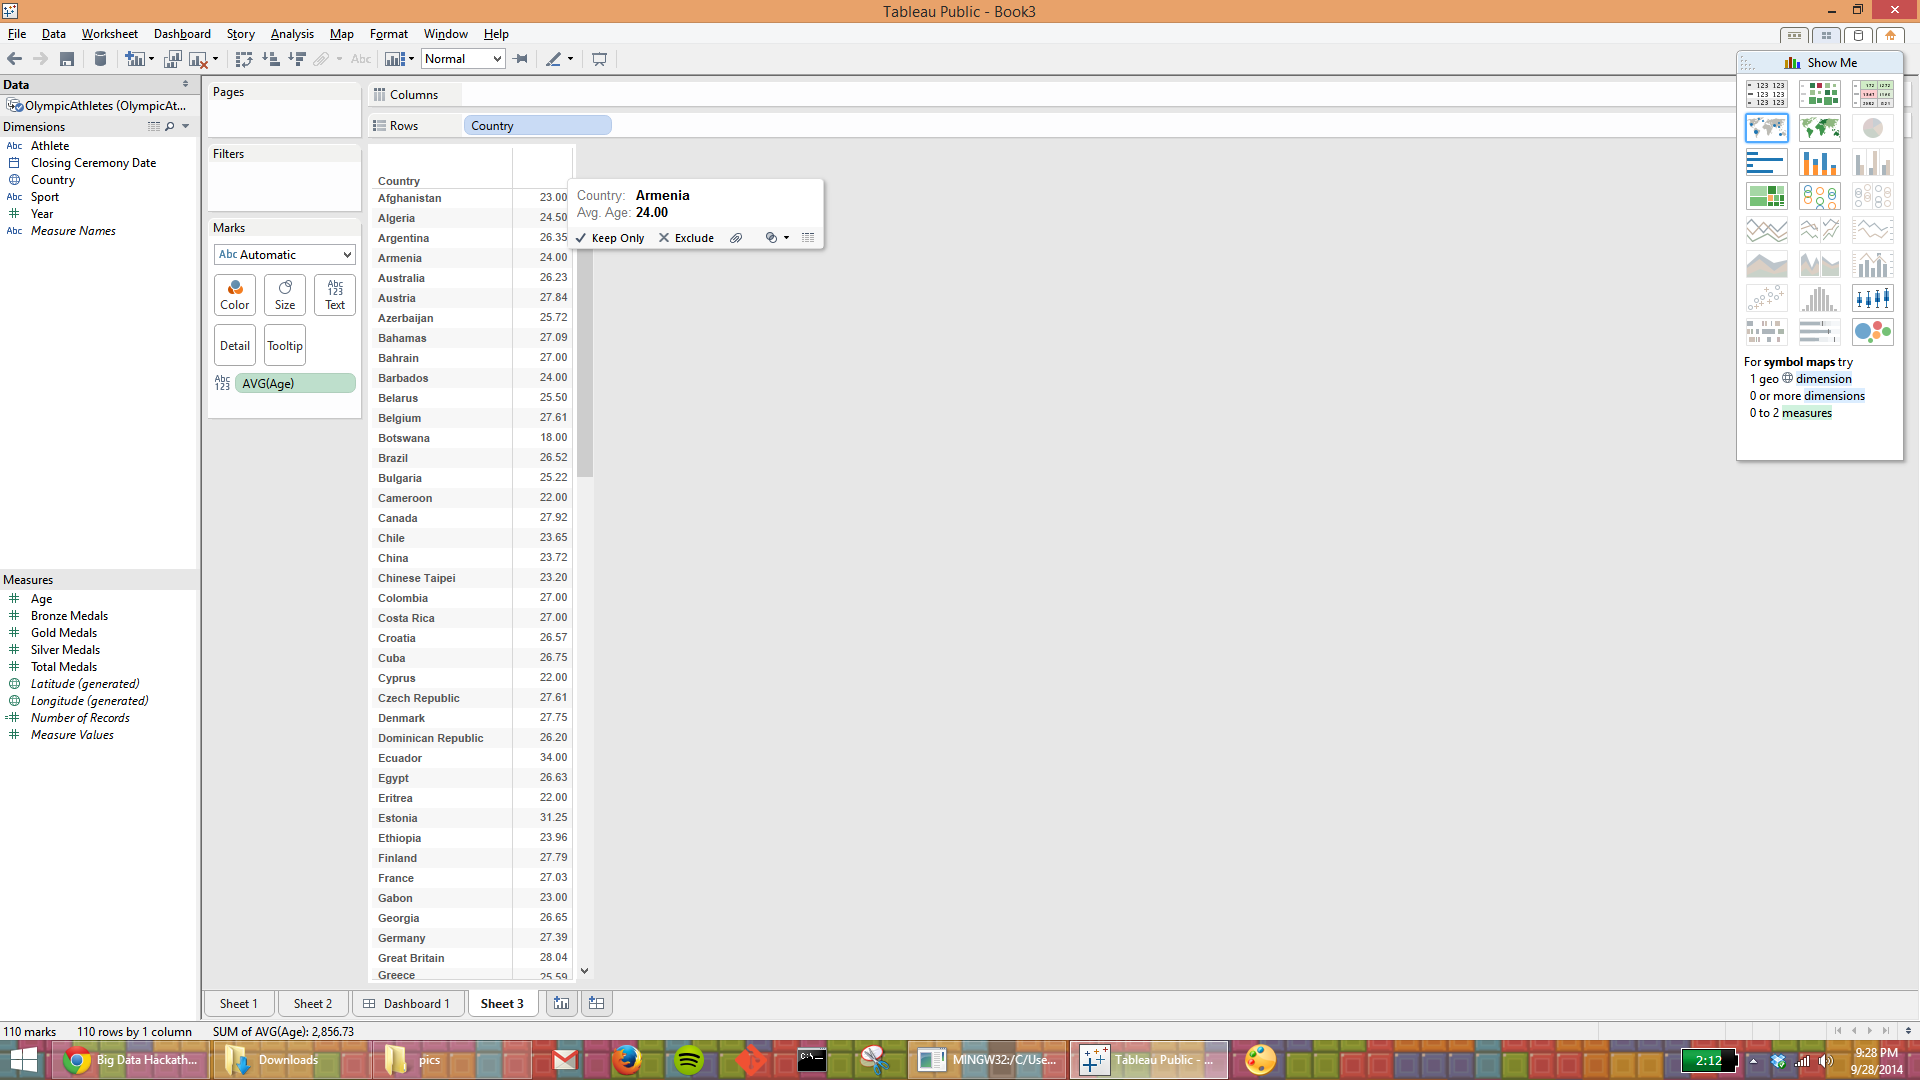 Tableau Public - Book3
File Data Worksheet Dashboard Story Analysis Map Format Window Help
Abc Normal
Data
OlympicAthletes (OlympicAt...
Dimensions
Abc Athlete
Closing Ceremony Date
Country
Abc Sport
Year
Abc Measure Names
Measures
Age
Bronze Medals
Gold Medals
Silver Medals
Total Medals
Latitude (generated)
Longitude (generated)
Number of Records
Measure Values
Pages
Filters
Marks
Abc Automatic
Color
Size
Abc
123
Text
Detail
Tooltip
Abc
123
AVG(Age)
Columns
Rows Country
Country
Afghanistan 23.00
Algeria 24.50
Argentina 26.35
Armenia 24.00
Australia 26.23
Austria 27.84
Azerbaijan 25.72
Bahamas 27.09
Bahrain 27.00
Barbados 24.00
Belarus 25.50
Belgium 27.61
Botswana 18.00
Brazil 26.52
Bulgaria 25.22
Cameroon 22.00
Canada 27.92
Chile 23.65
China 23.72
Chinese Taipei 23.20
Colombia 27.00
Costa Rica 27.00
Croatia 26.57
Cuba 26.75
Cyprus 22.00
Czech Republic 27.61
Denmark 27.75
Dominican Republic 26.20
Ecuador 34.00
Egypt 26.63
Eritrea 22.00
Estonia 31.25
Ethiopia 23.96
Finland 27.79
France 27.03
Gabon 23.00
Georgia 26.65
Germany 27.39
Great Britain 28.04
Greece 25.59
Country: Armenia
Avg. Age: 24.00
Keep Only Exclude
Show Me
For symbol maps try
1 geo dimension
0 or more dimensions
0 to 2 measures
Sheet 1 Sheet 2 Dashboard 1 Sheet 3
110 marks 110 rows by 1 column SUM of AVG(Age): 2,856.73
Big Data Hackath... Downloads pics MINGW32:/C/Use... Tableau Public - ...
2:12
9:28 PM
9/28/2014